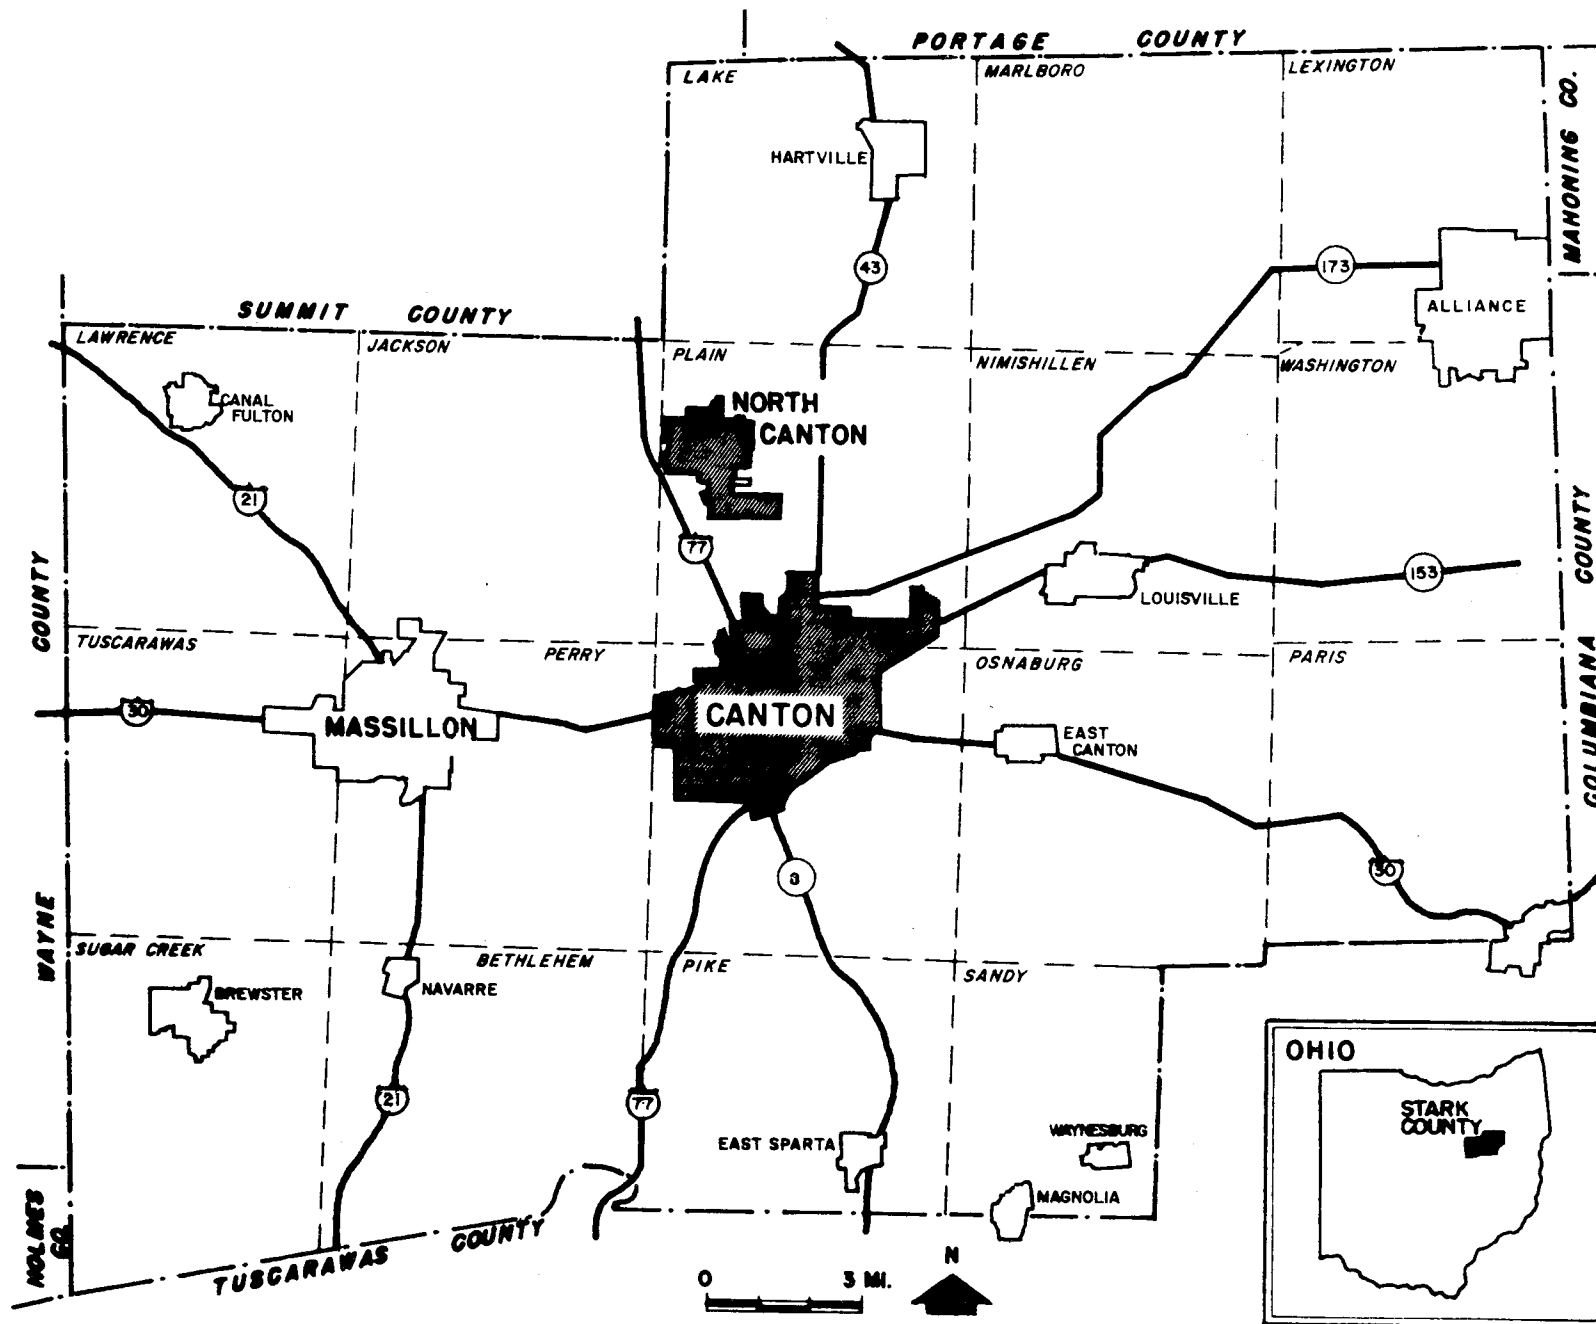 PORTAGE COUNTY
LAKE
MARLBORO
LEXINGTON
MAHONING CO.
HARTVILLE
43
173
ALLIANCE
SUMMIT COUNTY
LAWRENCE
JACKSON
PLAIN
NIMISHILLEN
WASHINGTON
CANAL
FULTON
NORTH
CANTON
21
77
153
LOUISVILLE
COLUMBIANA COUNTY
WAYNE COUNTY
TUSCARAWAS
PERRY
OSNABURG
PARIS
30
MASSILLON
CANTON
EAST
CANTON
8
30
SUGAR CREEK
BETHLEHEM
PIKE
SANDY
BREWSTER
NAVARRE
21
77
EAST SPARTA
WAYNESBURG
MAGNOLIA
HOLMES
CO.
TUSCARAWAS COUNTY
0 3 MI.
N
OHIO
STARK
COUNTY